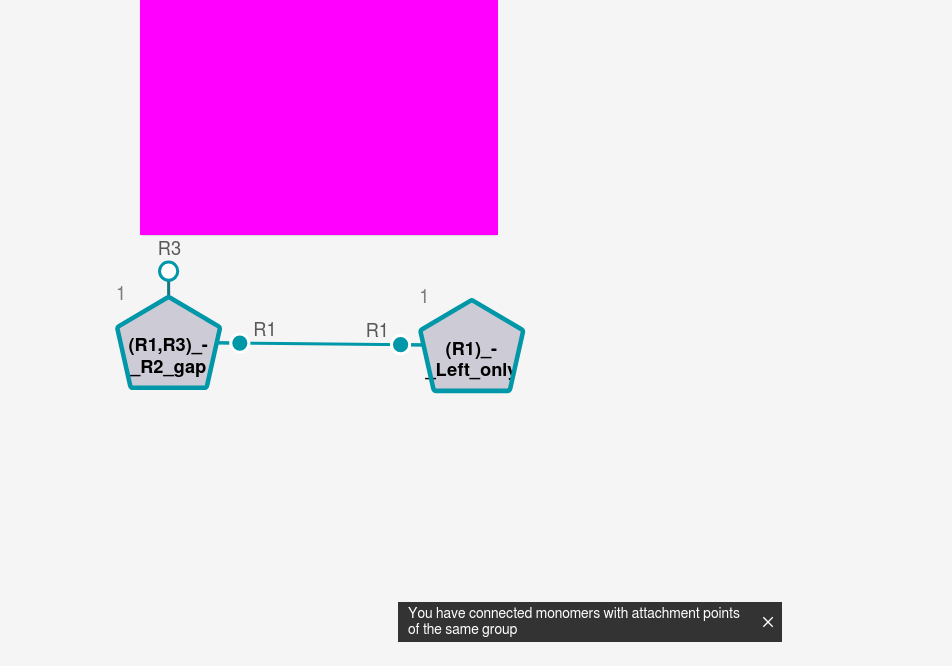 R3
1
1
R1
R1
(R1,R3)_-
_R2_gap
(R1)_-
_Left_only
You have connected monomers with attachment points
of the same group